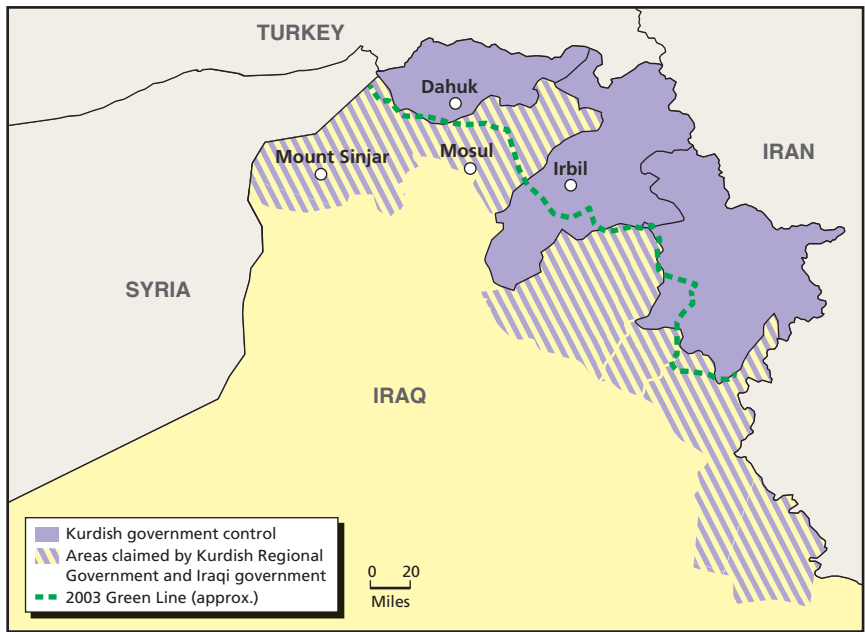 TURKEY
Dahuk
Mount Sinjar
Mosul
Irbil
IRAN
SYRIA
IRAQ
Kurdish government control
Areas claimed by Kurdish Regional
Government and Iraqi government
2003 Green Line (approx.)
0 20
Miles